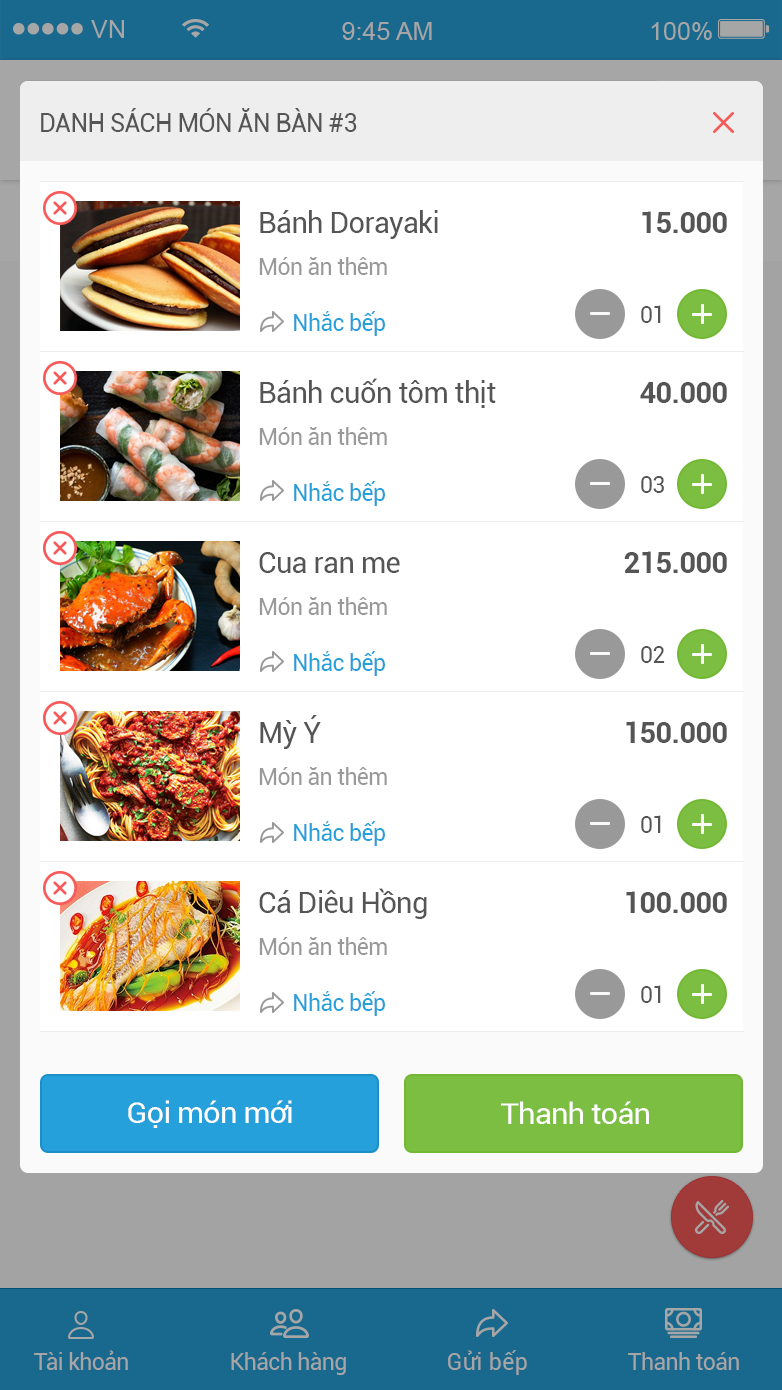 VN 9:45 AM 100%
DANH SÁCH MÓN ĂN BÀN #3
Bánh Dorayaki 15.000
Món ăn thêm
Nhắc bếp 01
Bánh cuốn tôm thịt 40.000
Món ăn thêm
Nhắc bếp 03
Cua ran me 215.000
Món ăn thêm
Nhắc bếp 02
Mỳ Ý 150.000
Món ăn thêm
Nhắc bếp 01
Cá Diêu Hồng 100.000
Món ăn thêm
Nhắc bếp 01
Gọi món mới Thanh toán
Tài khoản Khách hàng Gửi bếp Thanh toán